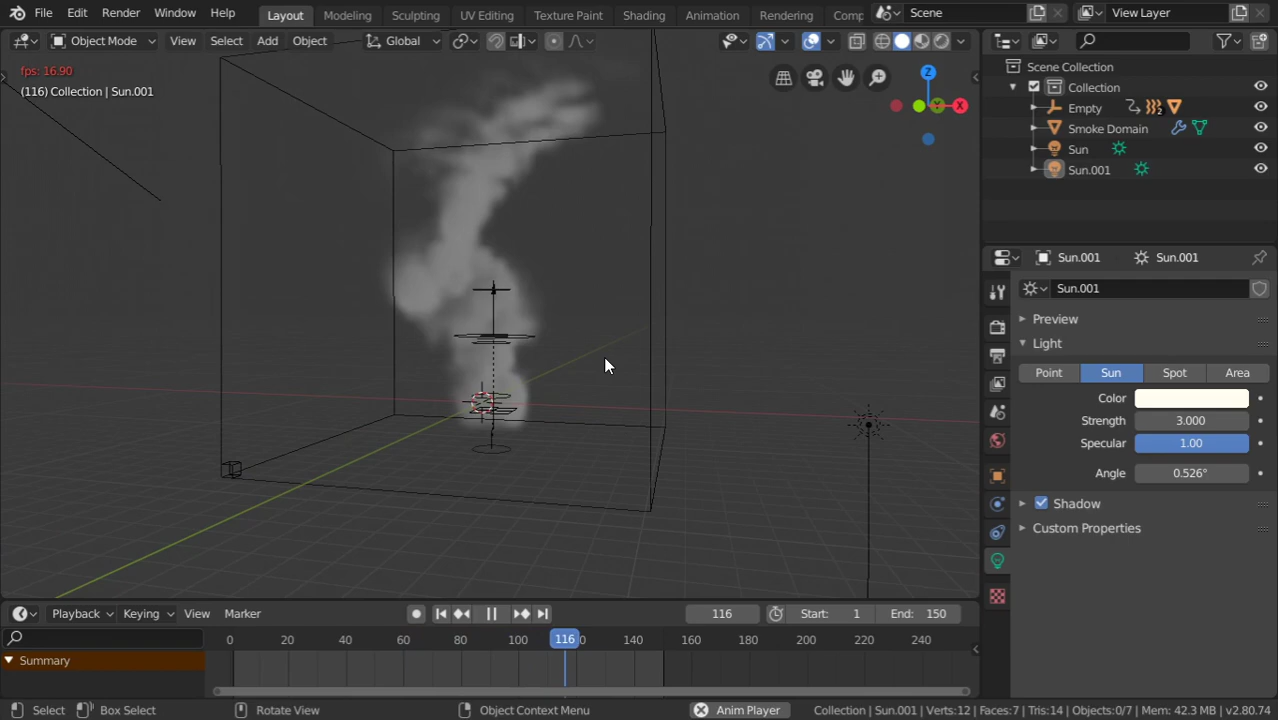 File Edit Render Window Help Layout Modeling Sculpting UV Editing Texture Paint Shading Animation Rendering Comp Scene View Layer
Object Mode View Select Add Object Global
fps: 16.90
(116) Collection | Sun.001
Z
Y
X
Scene Collection
Collection
Empty 2
Smoke Domain
Sun
Sun.001
Sun.001 Sun.001
Sun.001
Preview
Light
Point Sun Spot Area
Color
Strength 3.000
Specular 1.00
Angle 0.526°
Shadow
Custom Properties
Playback Keying View Marker 116 Start: 1 End: 150
0 20 40 60 80 100 116 140 160 180 200 220 240
Summary
Select Box Select Rotate View Object Context Menu Anim Player Collection | Sun.001 | Verts:12 | Faces:7 | Tris:14 | Objects:0/7 | Mem: 42.3 MB | v2.80.74